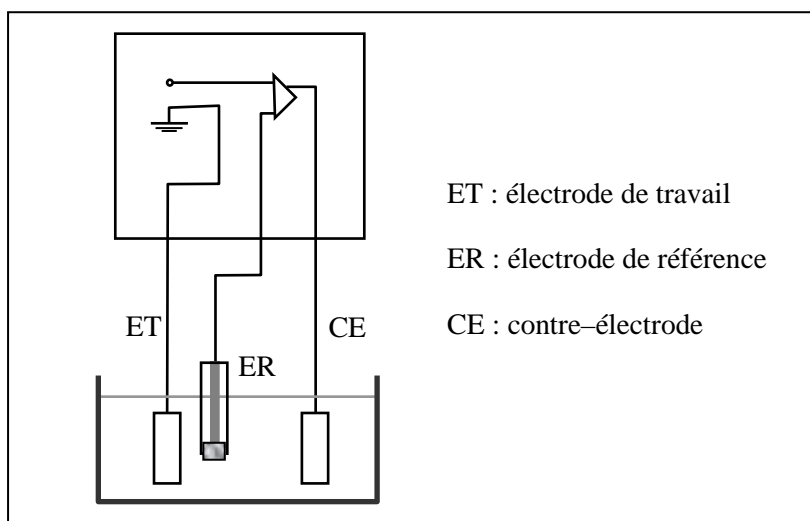 ET : électrode de travail
ER : électrode de référence
CE : contre–électrode
ET
CE
ER